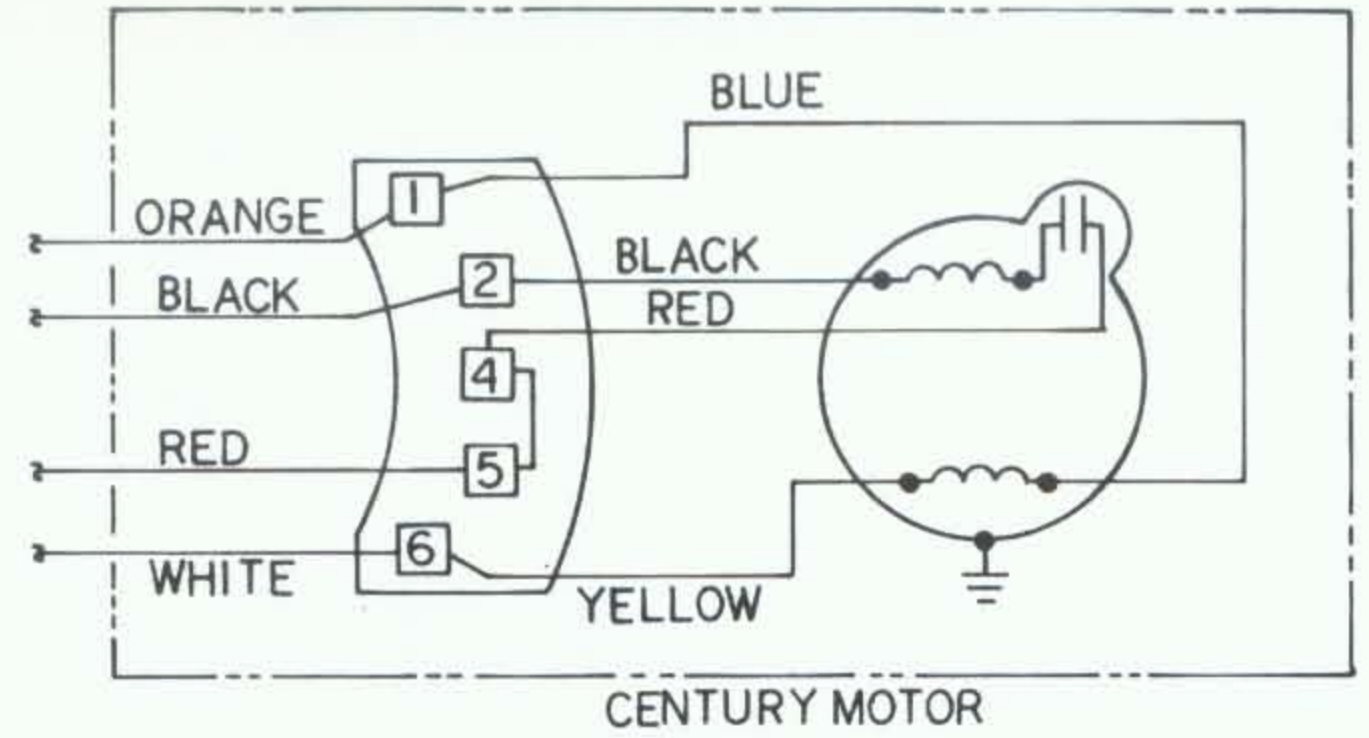 BLUE
1
ORANGE
BLACK
2
BLACK
RED
4
RED
5
6
WHITE
YELLOW
CENTURY MOTOR